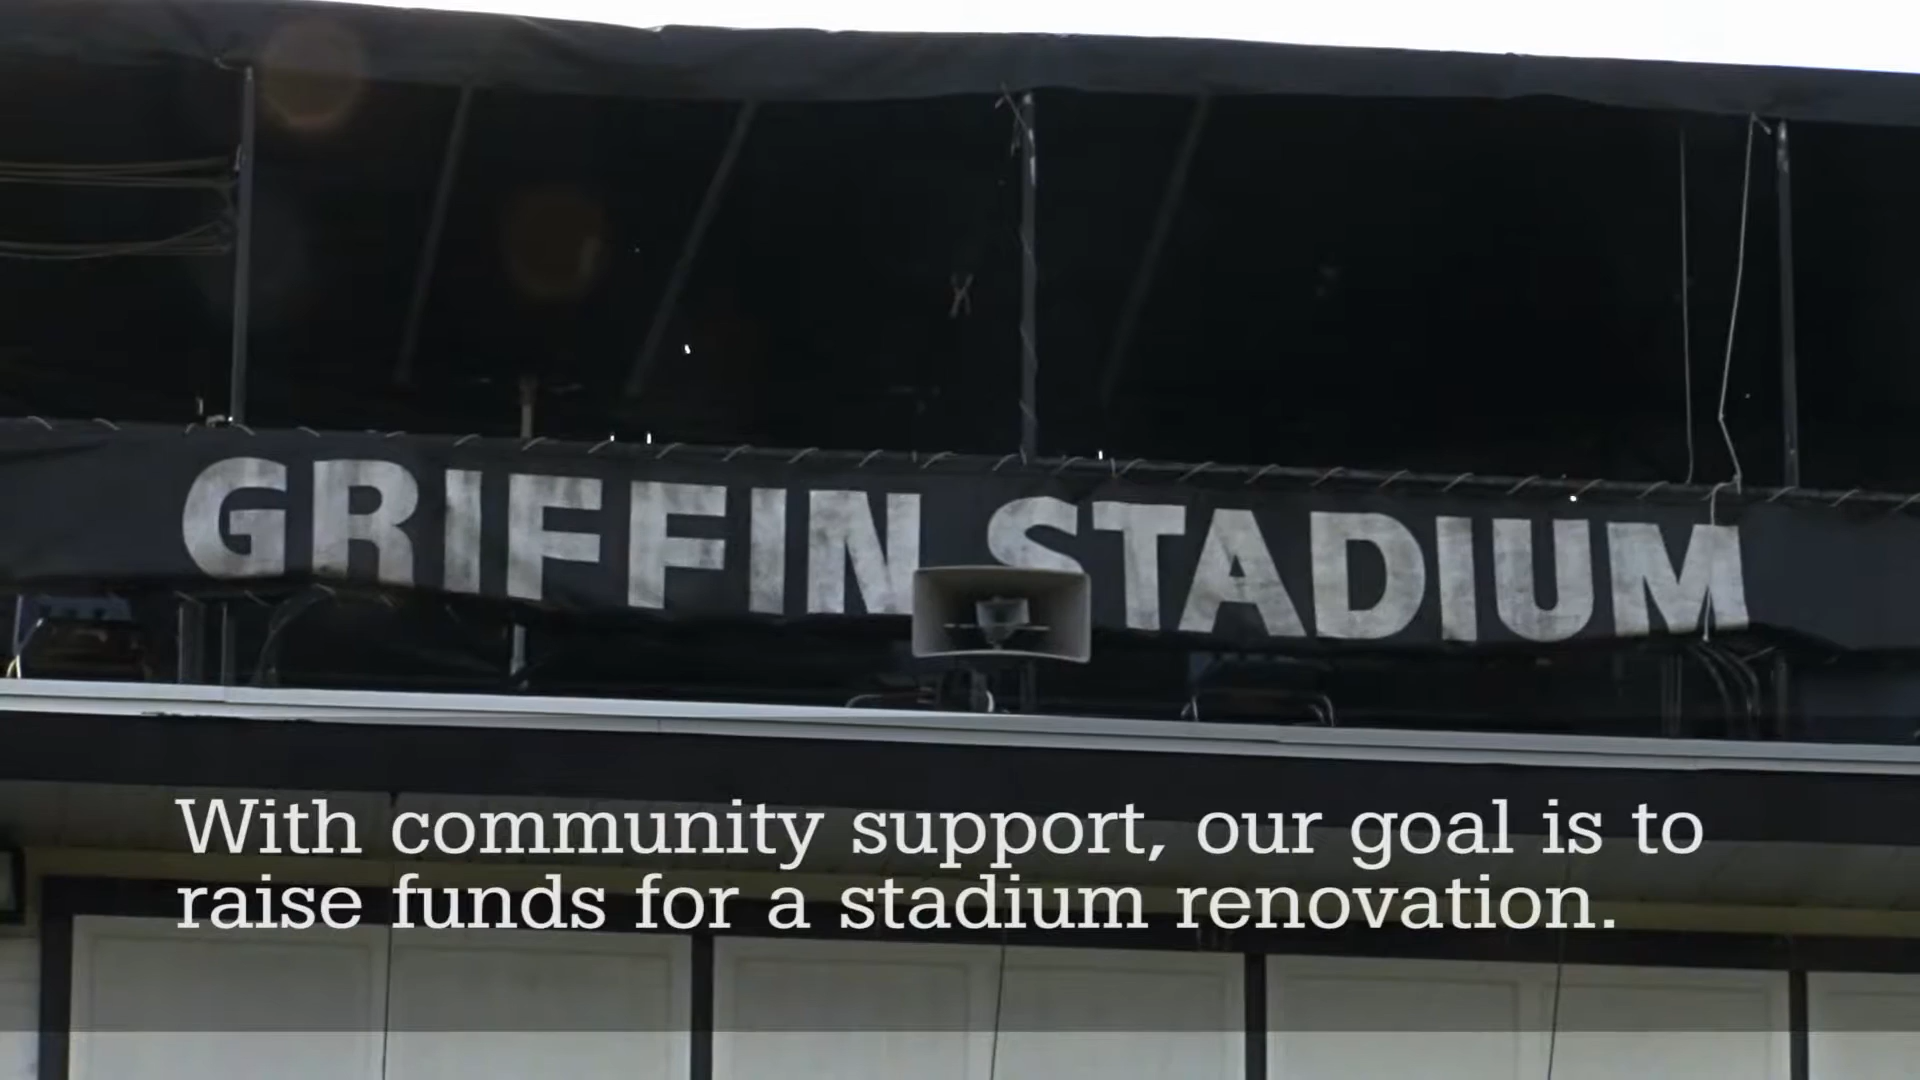 GRIFFIN STADIUM
With community support, our goal is to
raise funds for a stadium renovation.